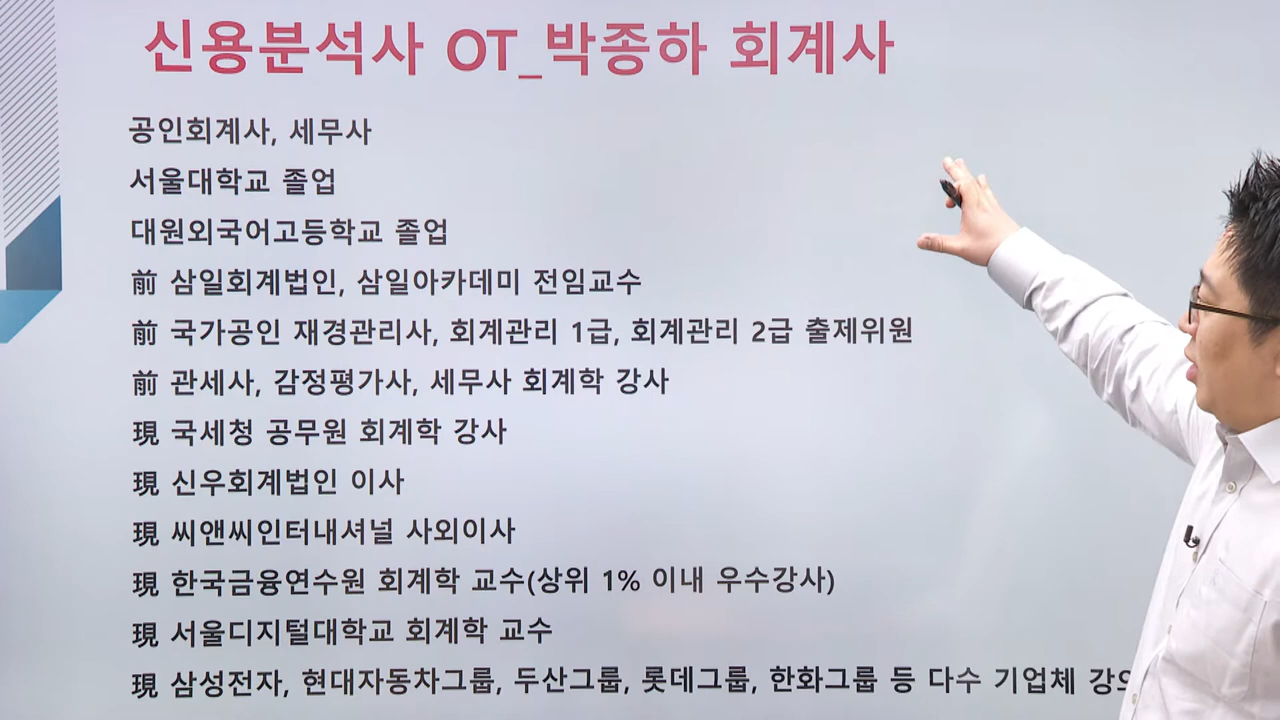 신용분석사 OT_박종하 회계사
공인회계사, 세무사
서울대학교 졸업
대원외국어고등학교 졸업
前 삼일회계법인, 삼일아카데미 전임교수
前 국가공인 재경관리사, 회계관리 1급, 회계관리 2급 출제위원
前 관세사, 감정평가사, 세무사 회계학 강사
現 국세청 공무원 회계학 강사
現 신우회계법인 이사
現 씨앤씨인터내셔널 사외이사
現 한국금융연수원 회계학 교수(상위 1% 이내 우수강사)
現 서울디지털대학교 회계학 교수
現 삼성전자, 현대자동차그룹, 두산그룹, 롯데그룹, 한화그룹 등 다수 기업체